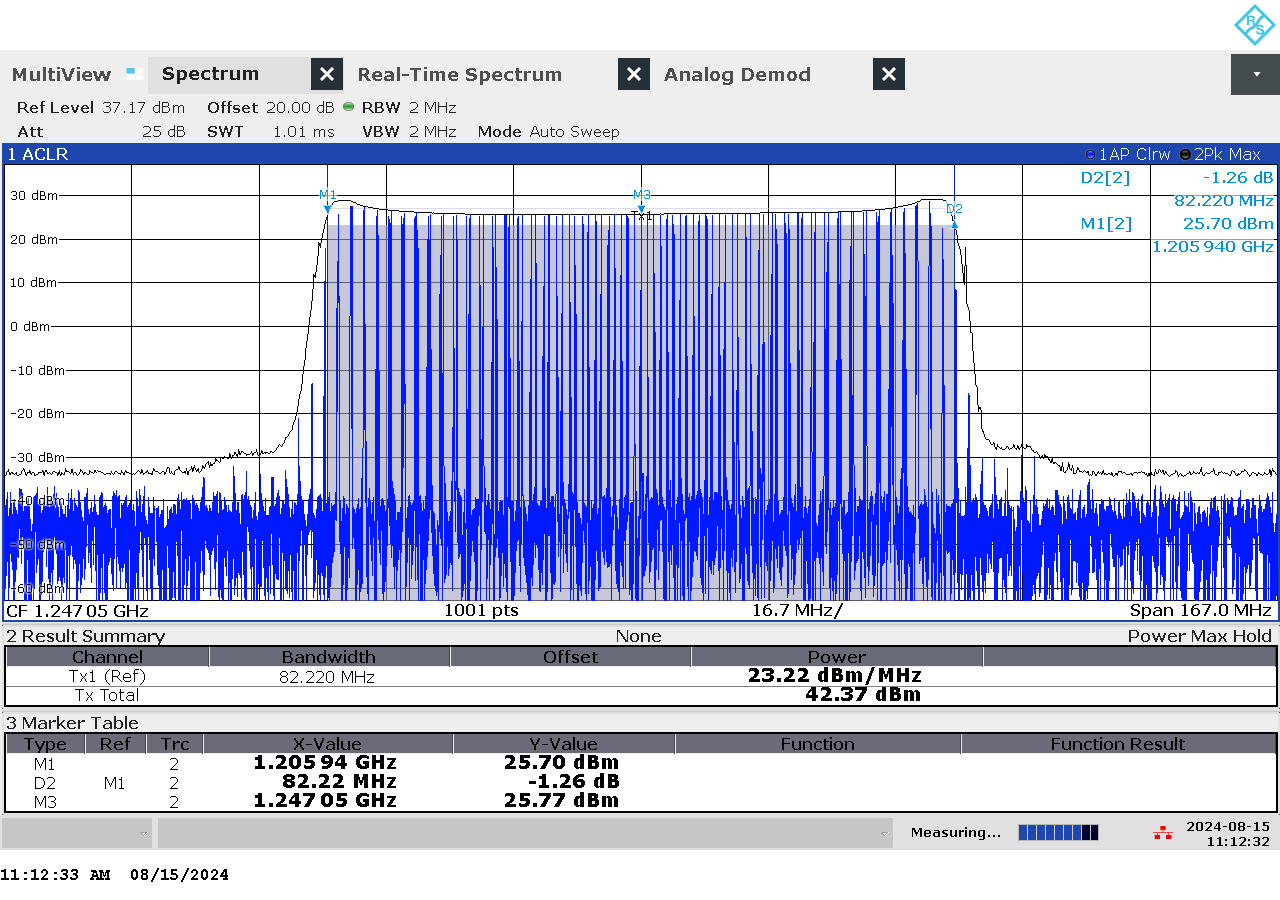 R S
MultiView Spectrum Real-Time Spectrum Analog Demod
Ref Level 37.17 dBm Offset 20.00 dB RBW 2 MHz
Att 25 dB SWT 1.01 ms VBW 2 MHz Mode Auto Sweep
1 ACLR 1AP Clrw 2Pk Max
D2[2] -1.26 dB
82.220 MHz
M1[2] 25.70 dBm
1.205 940 GHz
M1 M3 D2
Tx1
30 dBm
20 dBm
10 dBm
0 dBm
-10 dBm
-20 dBm
-30 dBm
-40 dBm
-50 dBm
-60 dBm
CF 1.247 05 GHz 1001 pts 16.7 MHz/ Span 167.0 MHz
2 Result Summary None Power Max Hold
Channel Bandwidth Offset Power
Tx1 (Ref) 82.220 MHz 23.22 dBm/MHz
Tx Total 42.37 dBm
3 Marker Table
Type Ref Trc X-Value Y-Value Function Function Result
M1 2 1.205 94 GHz 25.70 dBm
D2 M1 2 82.22 MHz -1.26 dB
M3 2 1.247 05 GHz 25.77 dBm
Measuring... 2024-08-15
11:12:32
11:12:33 AM 08/15/2024